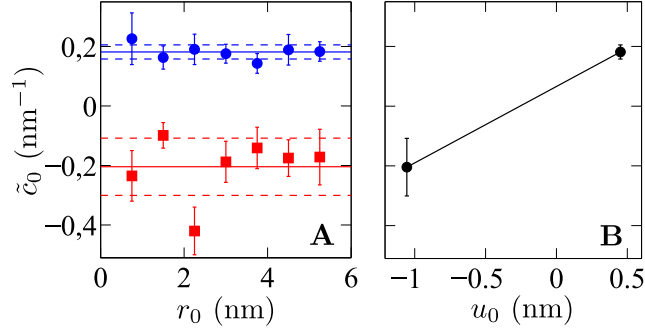 0,2
0
−0,2
−0,4
c̃₀ (nm⁻¹)
A
0 2 4 6
r₀ (nm)
B
−1 −0.5 0 0.5
u₀ (nm)